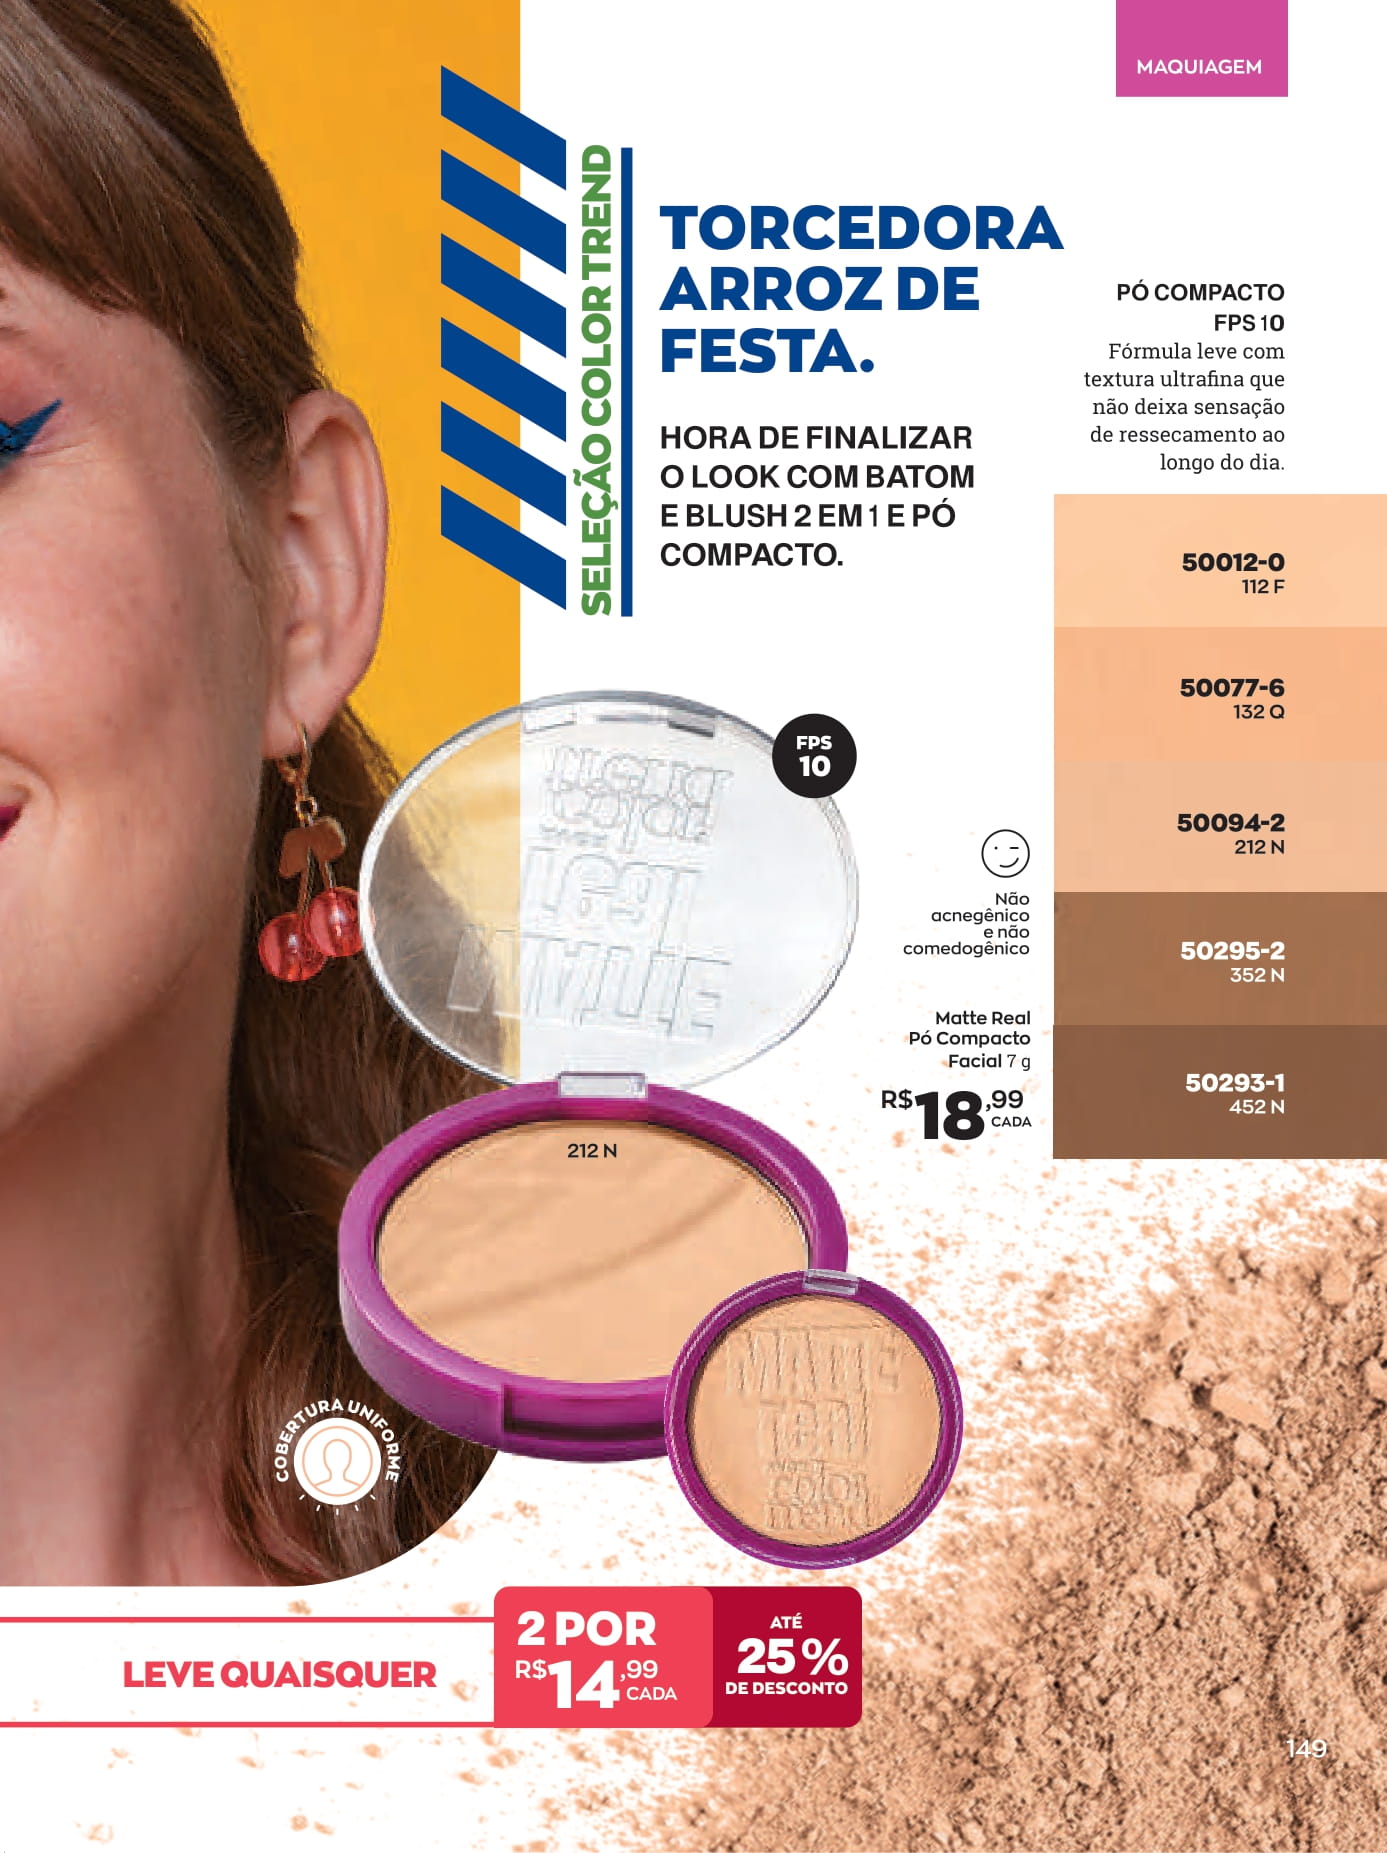 MAQUIAGEM
SELEÇÃO COLOR TREND
TORCEDORA
ARROZ DE
FESTA.
HORA DE FINALIZAR
O LOOK COM BATOM
E BLUSH 2 EM 1 E PÓ
COMPACTO.
PÓ COMPACTO
FPS 10
Fórmula leve com
textura ultrafina que
não deixa sensação
de ressecamento ao
longo do dia.
50012-0
112 F
50077-6
132 Q
50094-2
212 N
50295-2
352 N
50293-1
452 N
FPS
10
Não
acnegênico
e não
comedogênico
Matte Real
Pó Compacto
Facial 7 g
R$18,99
CADA
212 N
MATTE
real
color
trend
COBERTURA UNIFORME
LEVE QUAISQUER
2 POR
R$14,99
CADA
ATÉ
25%
DE DESCONTO
149